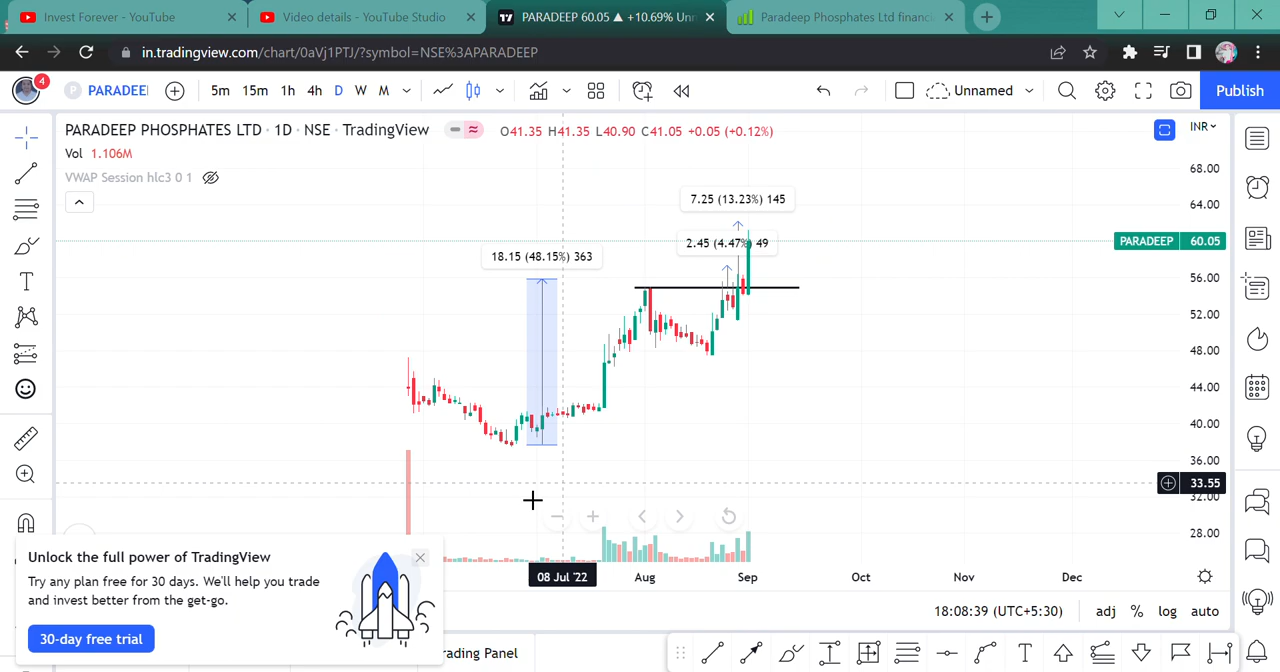 Invest Forever - YouTube
Video details - YouTube Studio
PARADEEP 60.05 ▲ +10.69% Unn
Paradeep Phosphates Ltd financi
in.tradingview.com/chart/0aVj1PTJ/?symbol=NSE%3APARADEEP
4
P PARADEE
5m 15m 1h 4h D W M
Unnamed
Publish
PARADEEP PHOSPHATES LTD · 1D · NSE · TradingView
O41.35 H41.35 L40.90 C41.05 +0.05 (+0.12%)
INR
Vol 1.106M
VWAP Session hlc3 0 1
68.00
64.00
7.25 (13.23%) 145
2.45 (4.47%) 49
PARADEEP 60.05
18.15 (48.15%) 363
56.00
52.00
48.00
44.00
40.00
36.00
33.55
32.00
28.00
08 Jul '22
Aug
Sep
Oct
Nov
Dec
Unlock the full power of TradingView
Try any plan free for 30 days. We'll help you trade
and invest better from the get-go.
30-day free trial
18:08:39 (UTC+5:30)
adj % log auto
rading Panel